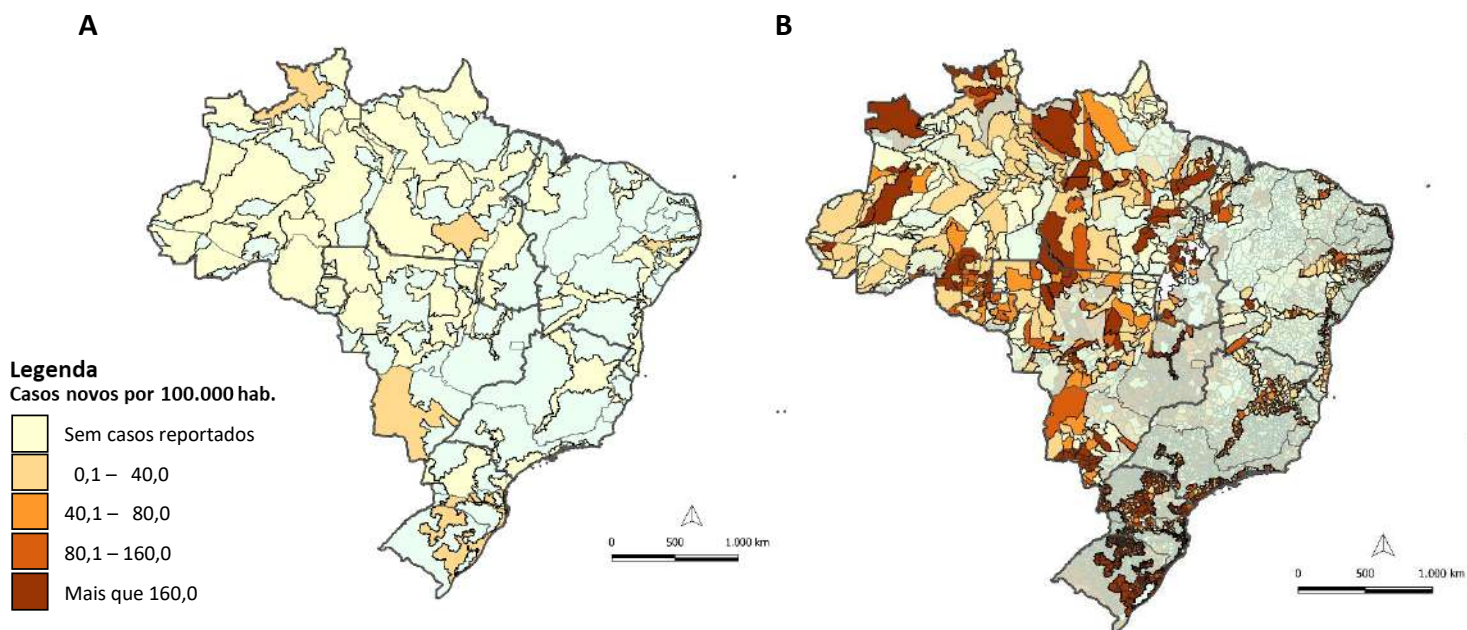 A
B
Legenda
Casos novos por 100.000 hab.
Sem casos reportados
0,1 – 40,0
40,1 – 80,0
80,1 – 160,0
Mais que 160,0
0 500 1.000 km
0 500 1.000 km